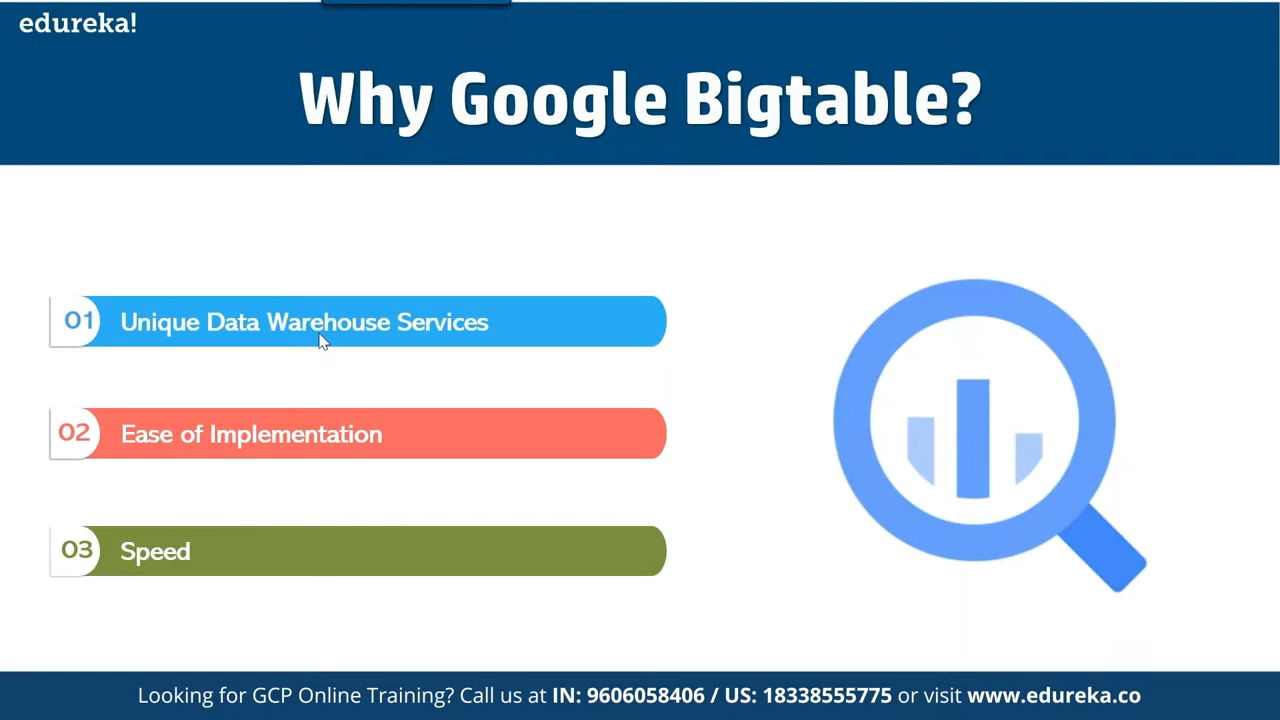 edureka!
Why Google Bigtable?
01 Unique Data Warehouse Services
02 Ease of Implementation
03 Speed
Looking for GCP Online Training? Call us at IN: 9606058406 / US: 18338555775 or visit www.edureka.co